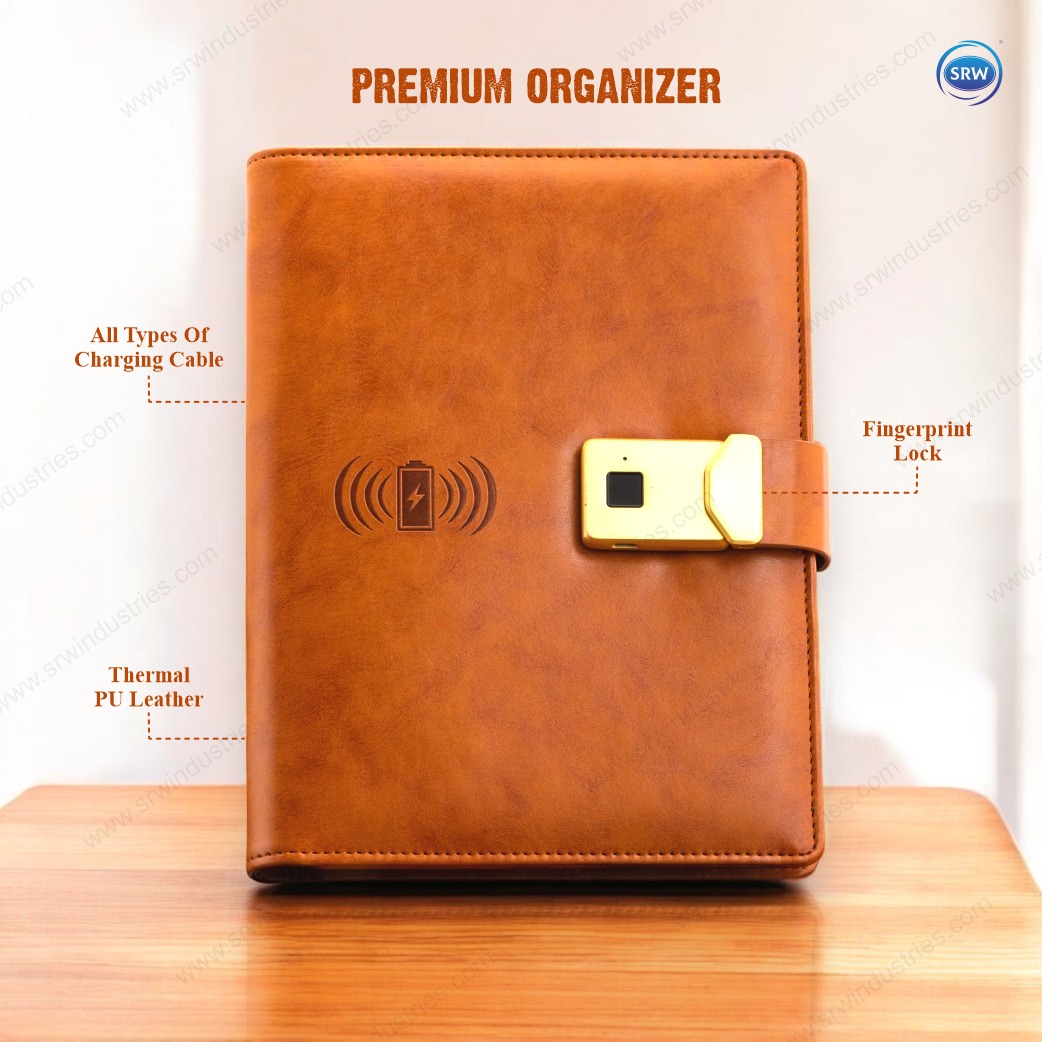 PREMIUM ORGANIZER
SRW
All Types Of
Charging Cable
Fingerprint
Lock
Thermal
PU Leather
www.srwindustries.com